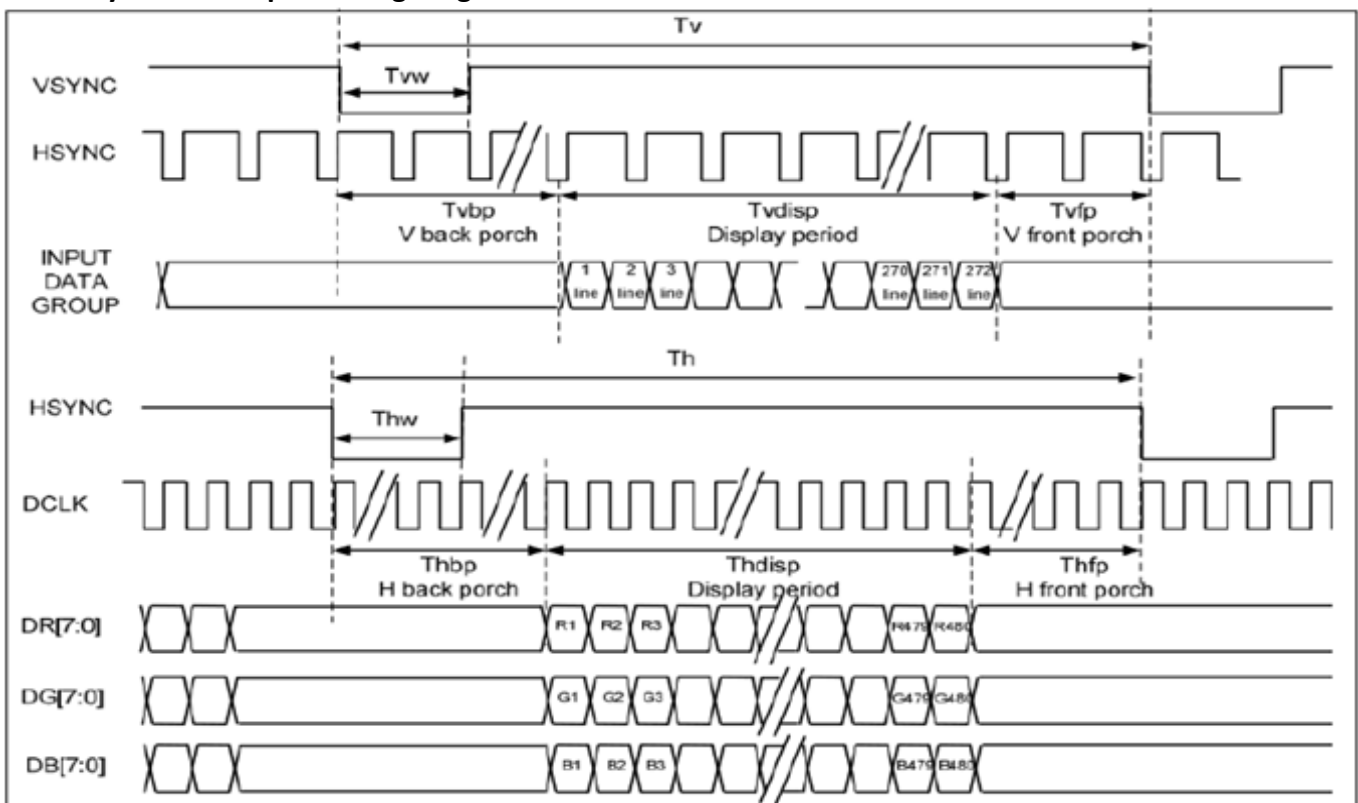 Tv
VSYNC
Tvw
HSYNC
Tvbp
V back porch
Tvdisp
Display period
Tvfp
V front porch
INPUT
DATA
GROUP
1 line
2 line
3 line
270 line
271 line
272 line
Th
HSYNC
Thw
DCLK
Thbp
H back porch
Thdisp
Display period
Thfp
H front porch
DR[7:0] R1 R2 R3 R479 R480
DG[7:0] G1 G2 G3 G479 G480
DB[7:0] B1 B2 B3 B479 B480